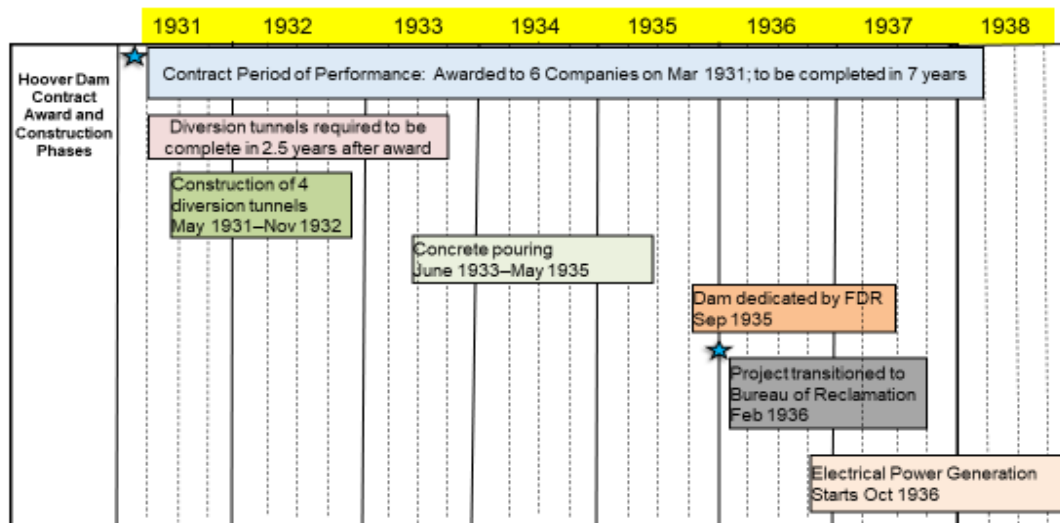 1931 1932 1933 1934 1935 1936 1937 1938
Hoover Dam
Contract
Award and
Construction
Phases
Contract Period of Performance: Awarded to 6 Companies on Mar 1931; to be completed in 7 years
Diversion tunnels required to be
complete in 2.5 years after award
Construction of 4
diversion tunnels
May 1931–Nov 1932
Concrete pouring
June 1933–May 1935
Dam dedicated by FDR
Sep 1935
Project transitioned to
Bureau of Reclamation
Feb 1936
Electrical Power Generation
Starts Oct 1936